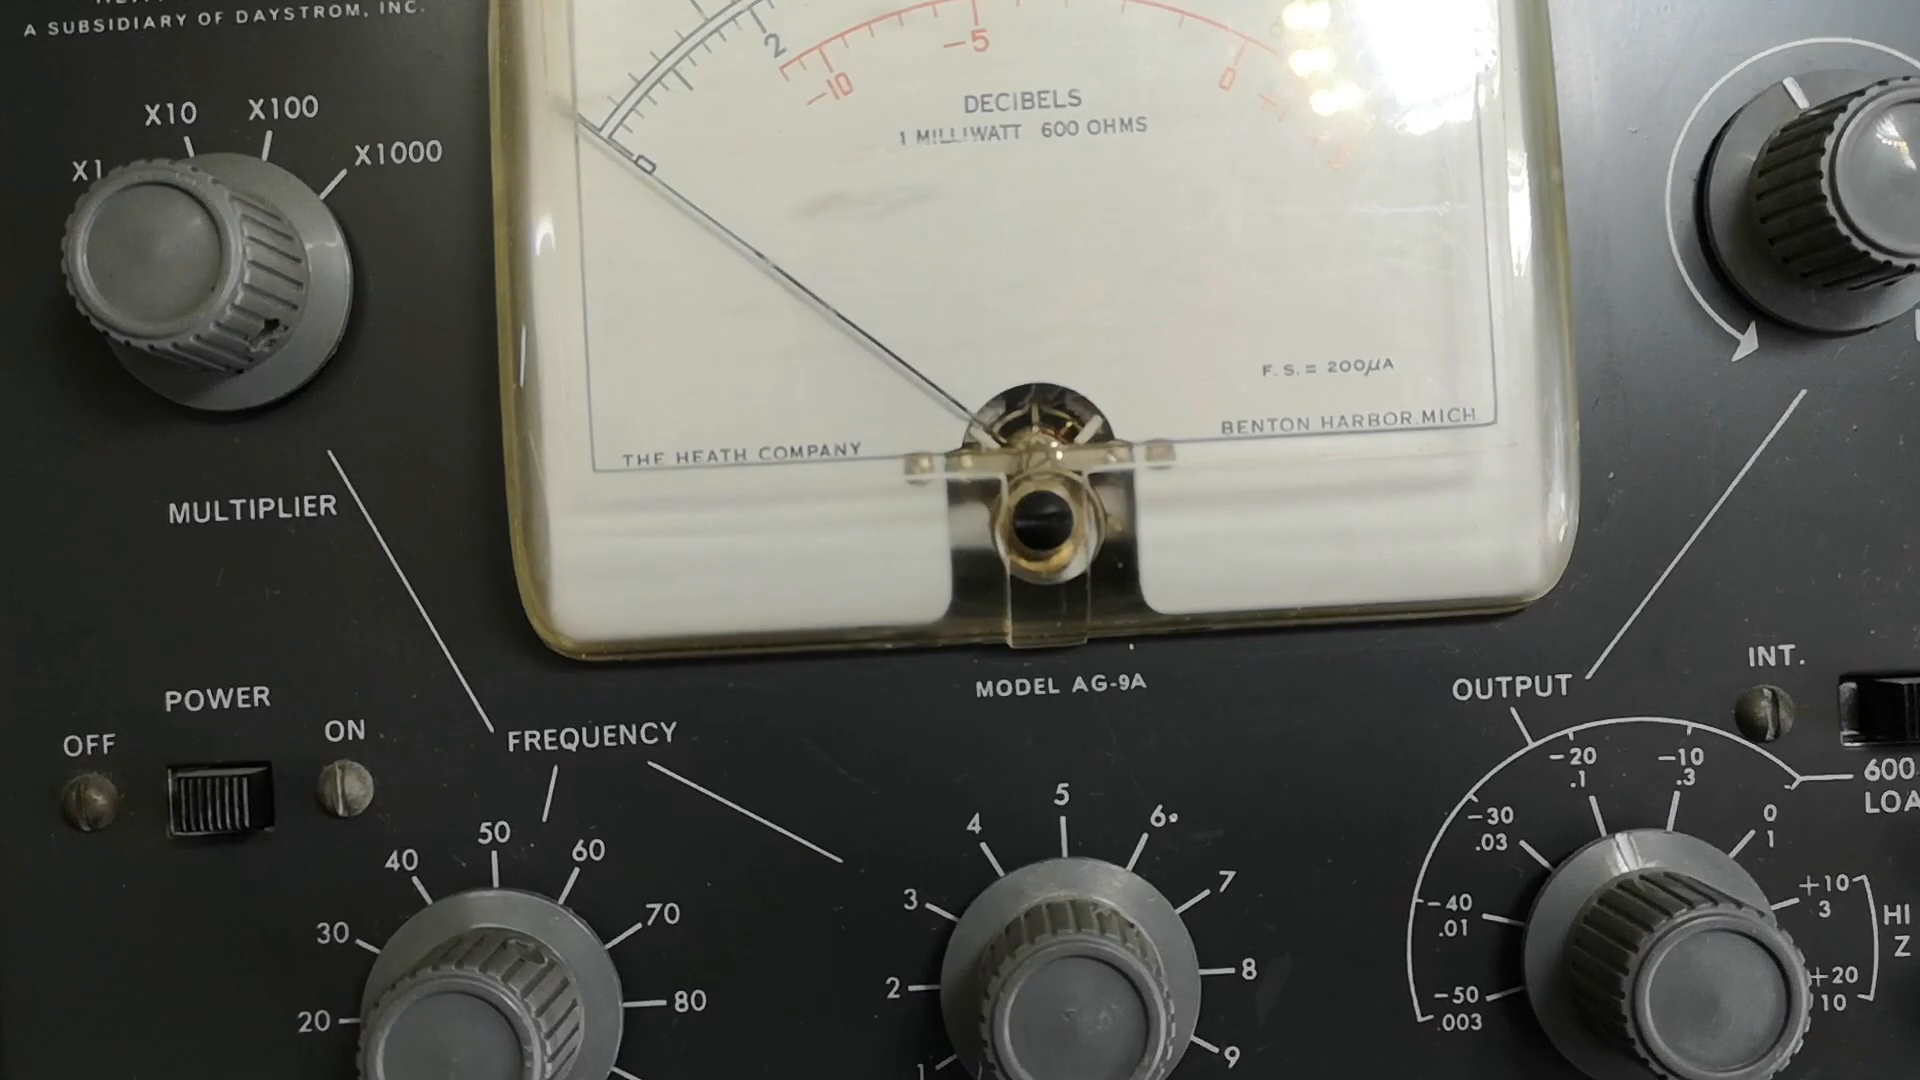 A SUBSIDIARY OF DAYSTROM, INC.
X1
X10
X100
X1000
MULTIPLIER
0
2
-10
-5
0
DECIBELS
1 MILLIWATT 600 OHMS
F.S.= 200μA
THE HEATH COMPANY
BENTON HARBOR.MICH
MODEL AG-9A
POWER
OFF
ON
FREQUENCY
20
30
40
50
60
70
80
1
2
3
4
5
6
7
8
9
OUTPUT
INT.
600
-50
.003
-40
.01
-30
.03
-20
.1
-10
.3
0
1
+10
3
+20
10
HI
Z